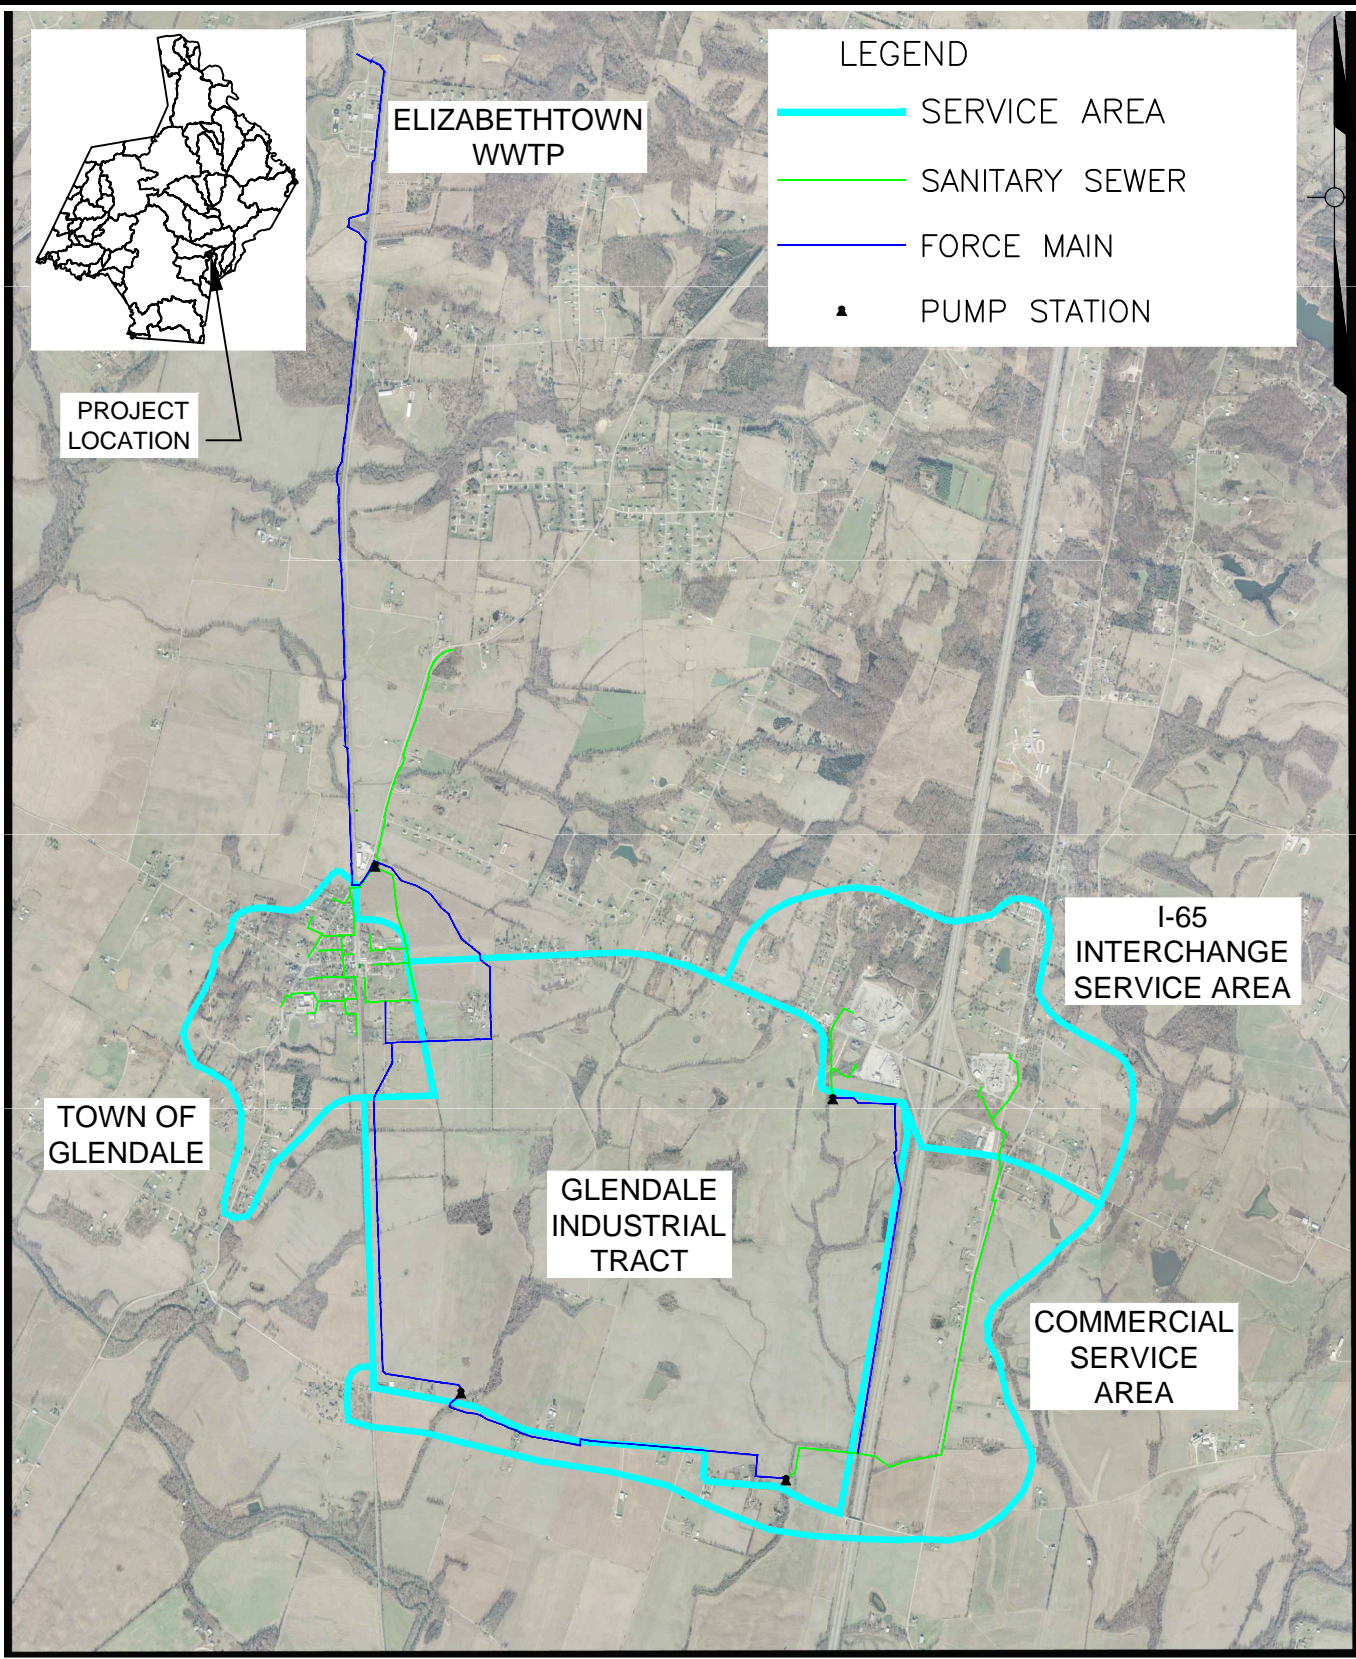 LEGEND
SERVICE AREA
SANITARY SEWER
FORCE MAIN
PUMP STATION
ELIZABETHTOWN
WWTP
PROJECT
LOCATION
I-65
INTERCHANGE
SERVICE AREA
TOWN OF
GLENDALE
GLENDALE
INDUSTRIAL
TRACT
COMMERCIAL
SERVICE
AREA